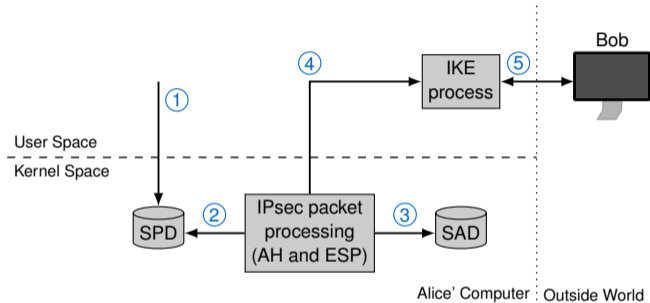 Bob
④
IKE
process
⑤
①
User Space
Kernel Space
SPD
②
IPsec packet
processing
(AH and ESP)
③
SAD
Alice' Computer
Outside World